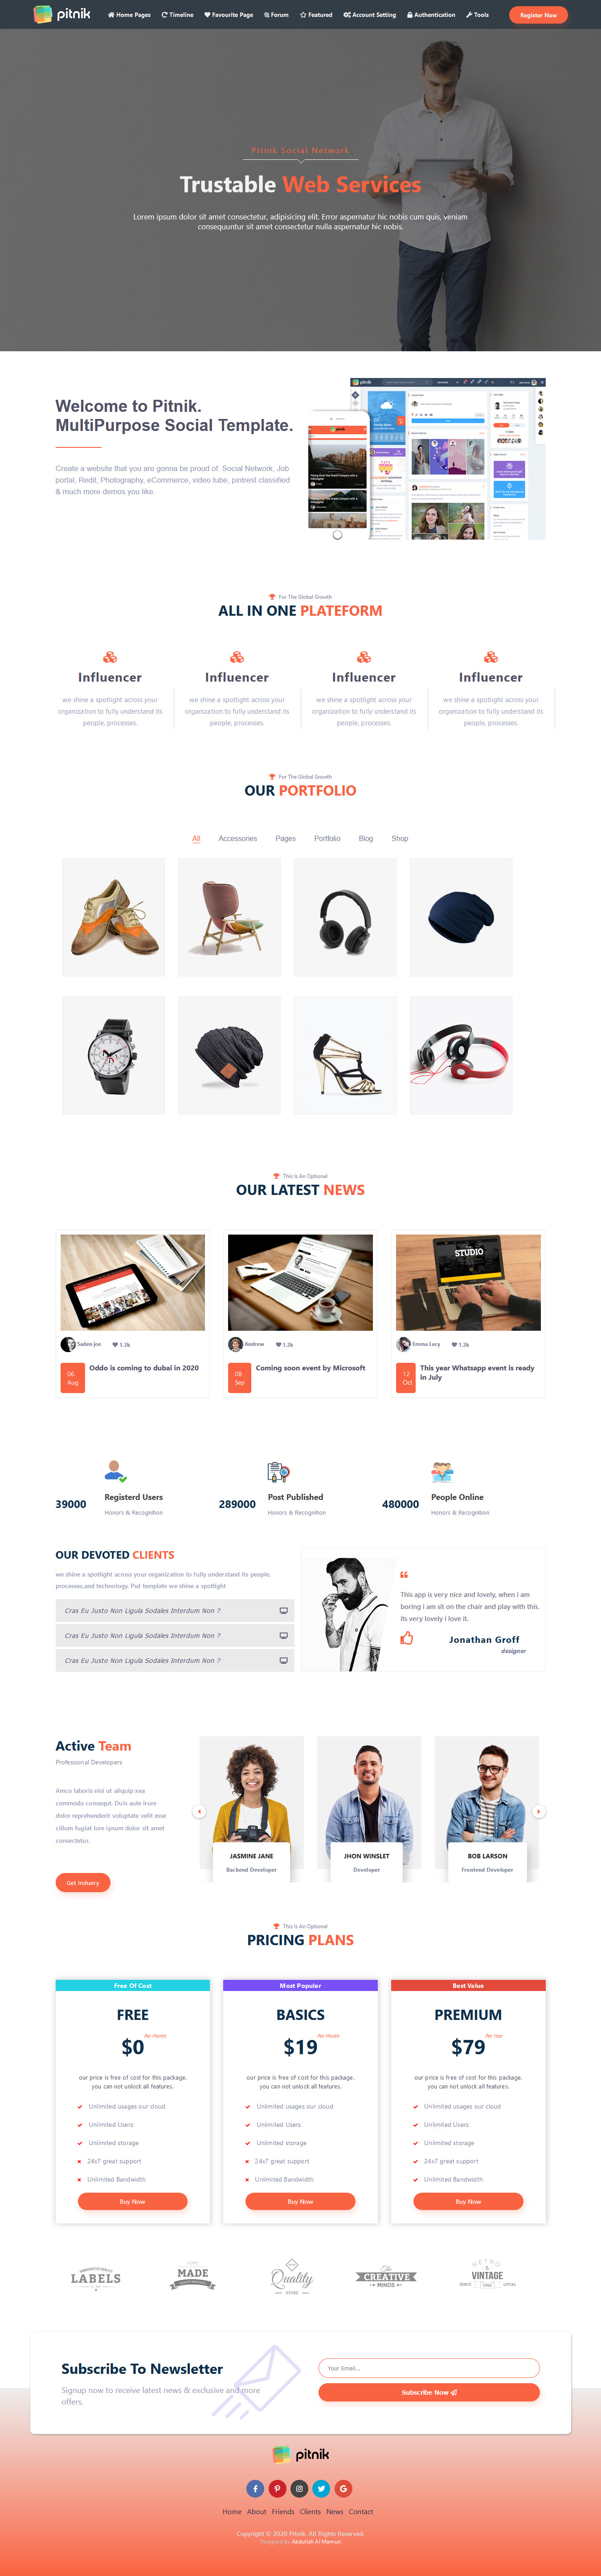 pitnik
Home Pages
Timeline
Favourite Page
Forum
Featured
Account Setting
Authentication
Tools
Register Now
Pitnik Social Network
Trustable Web Services
Lorem ipsum dolor sit amet consectetur, adipisicing elit. Error aspernatur hic nobis cum quis, veniam
consequuntur sit amet consectetur nulla aspernatur hic nobis.
Welcome to Pitnik.
MultiPurpose Social Template.
Create a website that you are gonna be proud of. Social Network, Job
portal, Redit, Photography, eCommerce, video tube, pintrest classified
& much more demos you like.
pitnik
pitnik
For The Global Growth
ALL IN ONE PLATEFORM
Influencer
we shine a spotlight across your
organization to fully understand its
people, processes.
Influencer
we shine a spotlight across your
organization to fully understand its
people, processes.
Influencer
we shine a spotlight across your
organization to fully understand its
people, processes.
Influencer
we shine a spotlight across your
organization to fully understand its
people, processes.
For The Global Growth
OUR PORTFOLIO
All
Accessories
Pages
Portfolio
Blog
Shop
This Is An Optional
OUR LATEST NEWS
Saden joe
1,3k
06
Aug
Oddo is coming to dubai in 2020
Andrew
1,3k
08
Sep
Coming soon event by Microsoft
STUDIO
Emma Lucy
1,3k
12
Oct
This year Whatsapp event is ready
in July
39000
Registerd Users
Honors & Recognition
289000
Post Published
Honors & Recognition
480000
People Online
Honors & Recognition
OUR DEVOTED CLIENTS
we shine a spotlight across your organization to fully understand its people,
processes,and technology. Psd template we shine a spotlight
Cras Eu Justo Non Ligula Sodales Interdum Non ?
Cras Eu Justo Non Ligula Sodales Interdum Non ?
Cras Eu Justo Non Ligula Sodales Interdum Non ?
This app is very nice and lovely, when i am
boring i am sit on the chair and play with this.
its very lovely i love it.
Jonathan Groff
designer
Active Team
Professional Developers
Amco laboris nisi ut aliquip xea
commodo consequt. Duis aute irure
dolor reprehenderit voluptate velit esse
cillum fugiat lore ipsum dolor sit amet
consectetur.
Get Induery
JASMINE JANE
Backend Developer
JHON WINSLET
Developer
BOB LARSON
Frontend Developer
This Is An Optional
PRICING PLANS
Free Of Cost
FREE
$0 Per Month
our price is free of cost for this package.
you can not unlock all features.
Unlimited usages our cloud
Unlimited Users
Unlimited storage
24x7 great support
Unlimited Bandwidth
Buy Now
Most Popular
BASICS
$19 Per Month
our price is free of cost for this package.
you can not unlock all features.
Unlimited usages our cloud
Unlimited Users
Unlimited storage
24x7 great support
Unlimited Bandwidth
Buy Now
Best Value
PREMIUM
$79 Per Year
our price is free of cost for this package.
you can not unlock all features.
Unlimited usages our cloud
Unlimited Users
Unlimited storage
24x7 great support
Unlimited Bandwidth
Buy Now
LABELS
MADE
Quality
STORE
The
CREATIVE
MINDS
RETRO
VINTAGE
SINCE
LOYAL
Subscribe To Newsletter
Signup now to receive latest news & exclusive and more
offers.
Your Email...
Subscribe Now
pitnik
Home
About
Friends
Clients
News
Contact
Copyright © 2020 Pitnik. All Rights Reserved.
Designed by Abdullah Al Mamun